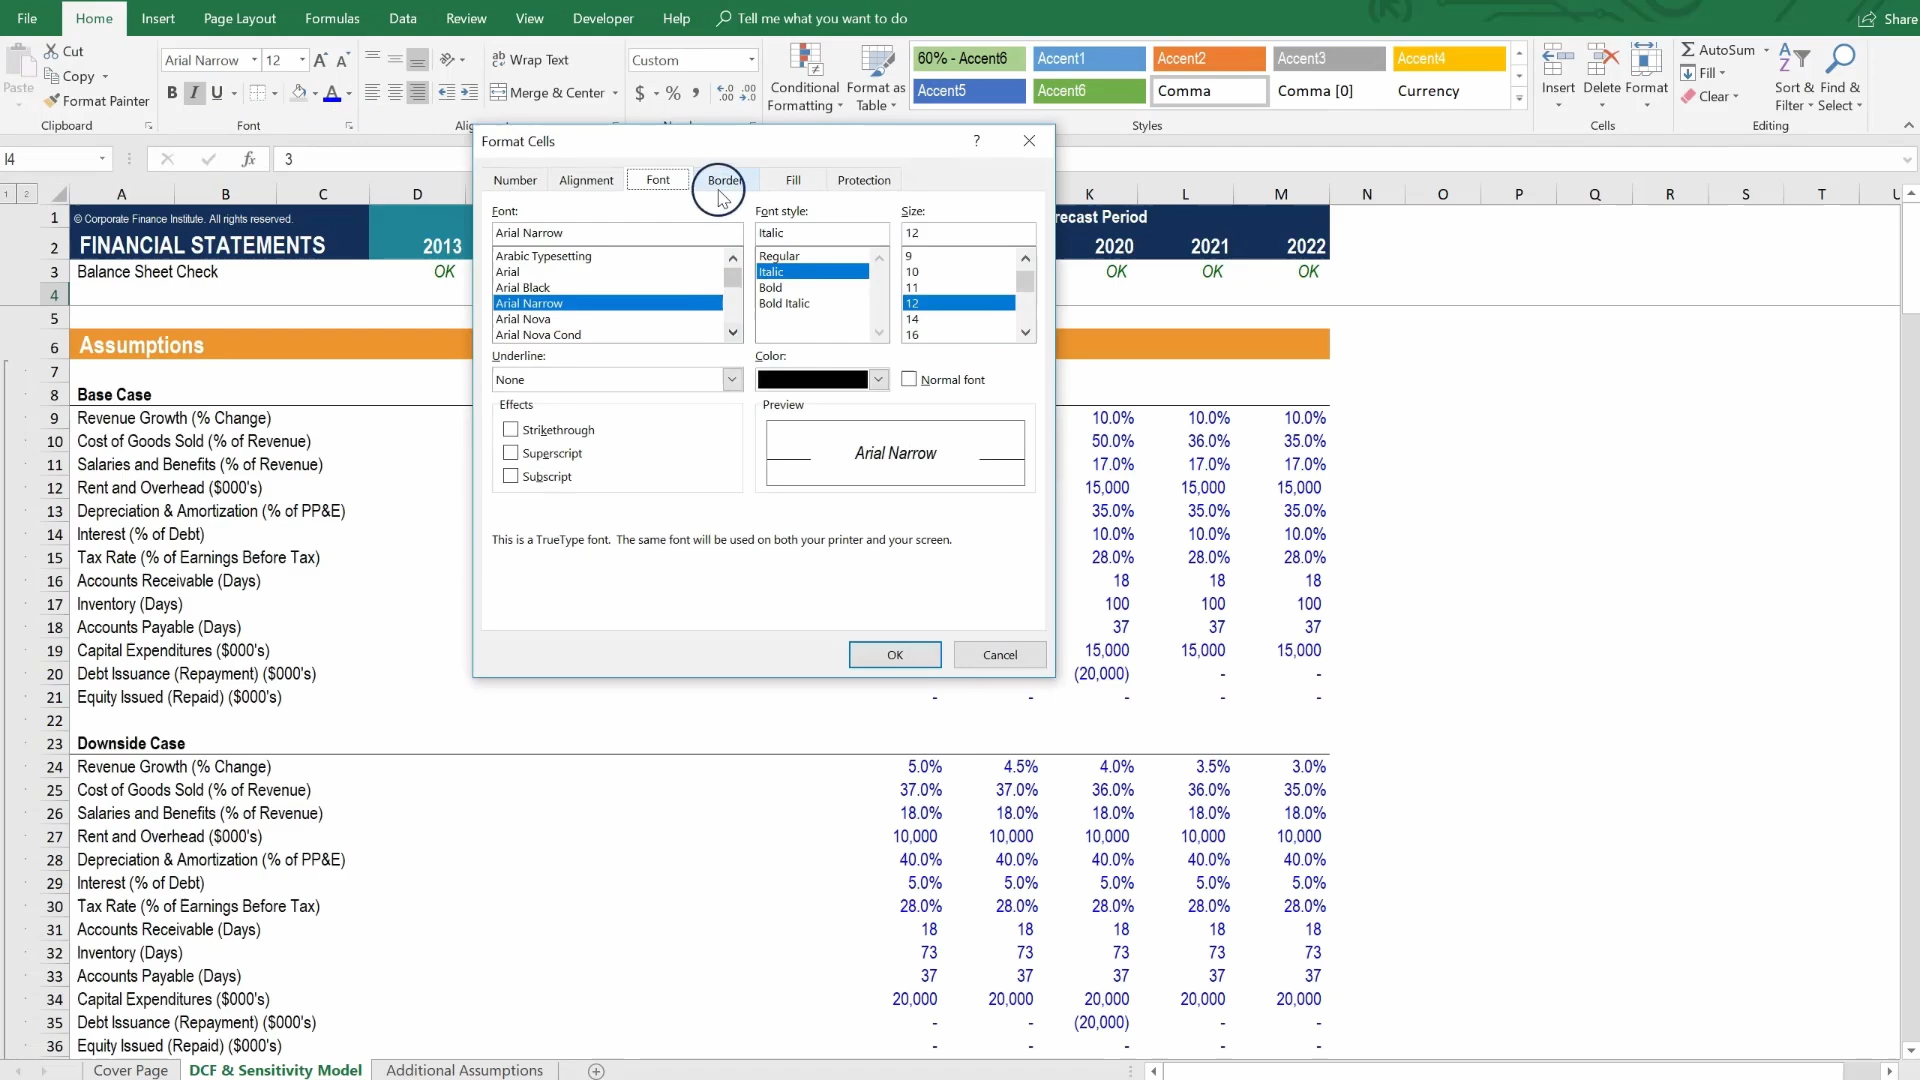 File Home Insert Page Layout Formulas Data Review View Developer Help Tell me what you want to do Share
Paste Cut Copy Format Painter Clipboard
Arial Narrow 12 B I U A Font
Wrap Text Merge & Center
Custom $ % , .00
Conditional Formatting Format as Table
60% - Accent6 Accent1 Accent2 Accent3 Accent4
Accent5 Accent6 Comma Comma [0] Currency
Styles
Insert Delete Format Cells
AutoSum Fill Clear Sort & Filter Find & Select Editing
I4 fx 3
1 2 A B C D K L M N O P Q R S T
1 © Corporate Finance Institute. All rights reserved. recast Period
2 FINANCIAL STATEMENTS 2013 2020 2021 2022
3 Balance Sheet Check OK OK OK OK
4
5
6 Assumptions
7
8 Base Case
9 Revenue Growth (% Change) 10.0% 10.0% 10.0%
10 Cost of Goods Sold (% of Revenue) 50.0% 36.0% 35.0%
11 Salaries and Benefits (% of Revenue) 17.0% 17.0% 17.0%
12 Rent and Overhead ($000's) 15,000 15,000 15,000
13 Depreciation & Amortization (% of PP&E) 35.0% 35.0% 35.0%
14 Interest (% of Debt) 10.0% 10.0% 10.0%
15 Tax Rate (% of Earnings Before Tax) 28.0% 28.0% 28.0%
16 Accounts Receivable (Days) 18 18 18
17 Inventory (Days) 100 100 100
18 Accounts Payable (Days) 37 37 37
19 Capital Expenditures ($000's) 15,000 15,000 15,000
20 Debt Issuance (Repayment) ($000's) (20,000) - -
21 Equity Issued (Repaid) ($000's) - - - - -
22
23 Downside Case
24 Revenue Growth (% Change) 5.0% 4.5% 4.0% 3.5% 3.0%
25 Cost of Goods Sold (% of Revenue) 37.0% 37.0% 36.0% 36.0% 35.0%
26 Salaries and Benefits (% of Revenue) 18.0% 18.0% 18.0% 18.0% 18.0%
27 Rent and Overhead ($000's) 10,000 10,000 10,000 10,000 10,000
28 Depreciation & Amortization (% of PP&E) 40.0% 40.0% 40.0% 40.0% 40.0%
29 Interest (% of Debt) 5.0% 5.0% 5.0% 5.0% 5.0%
30 Tax Rate (% of Earnings Before Tax) 28.0% 28.0% 28.0% 28.0% 28.0%
31 Accounts Receivable (Days) 18 18 18 18 18
32 Inventory (Days) 73 73 73 73 73
33 Accounts Payable (Days) 37 37 37 37 37
34 Capital Expenditures ($000's) 20,000 20,000 20,000 20,000 20,000
35 Debt Issuance (Repayment) ($000's) - - (20,000) - -
36 Equity Issued (Repaid) ($000's) - - - - -
Cover Page DCF & Sensitivity Model Additional Assumptions
Format Cells ?
Number Alignment Font Border Fill Protection
Font: Font style: Size:
Arial Narrow Italic 12
Arabic Typesetting Regular 9
Arial Italic 10
Arial Black Bold 11
Arial Narrow Bold Italic 12
Arial Nova 14
Arial Nova Cond 16
Underline: Color:
None Normal font
Effects Preview
Strikethrough
Superscript Arial Narrow
Subscript
This is a TrueType font. The same font will be used on both your printer and your screen.
OK Cancel